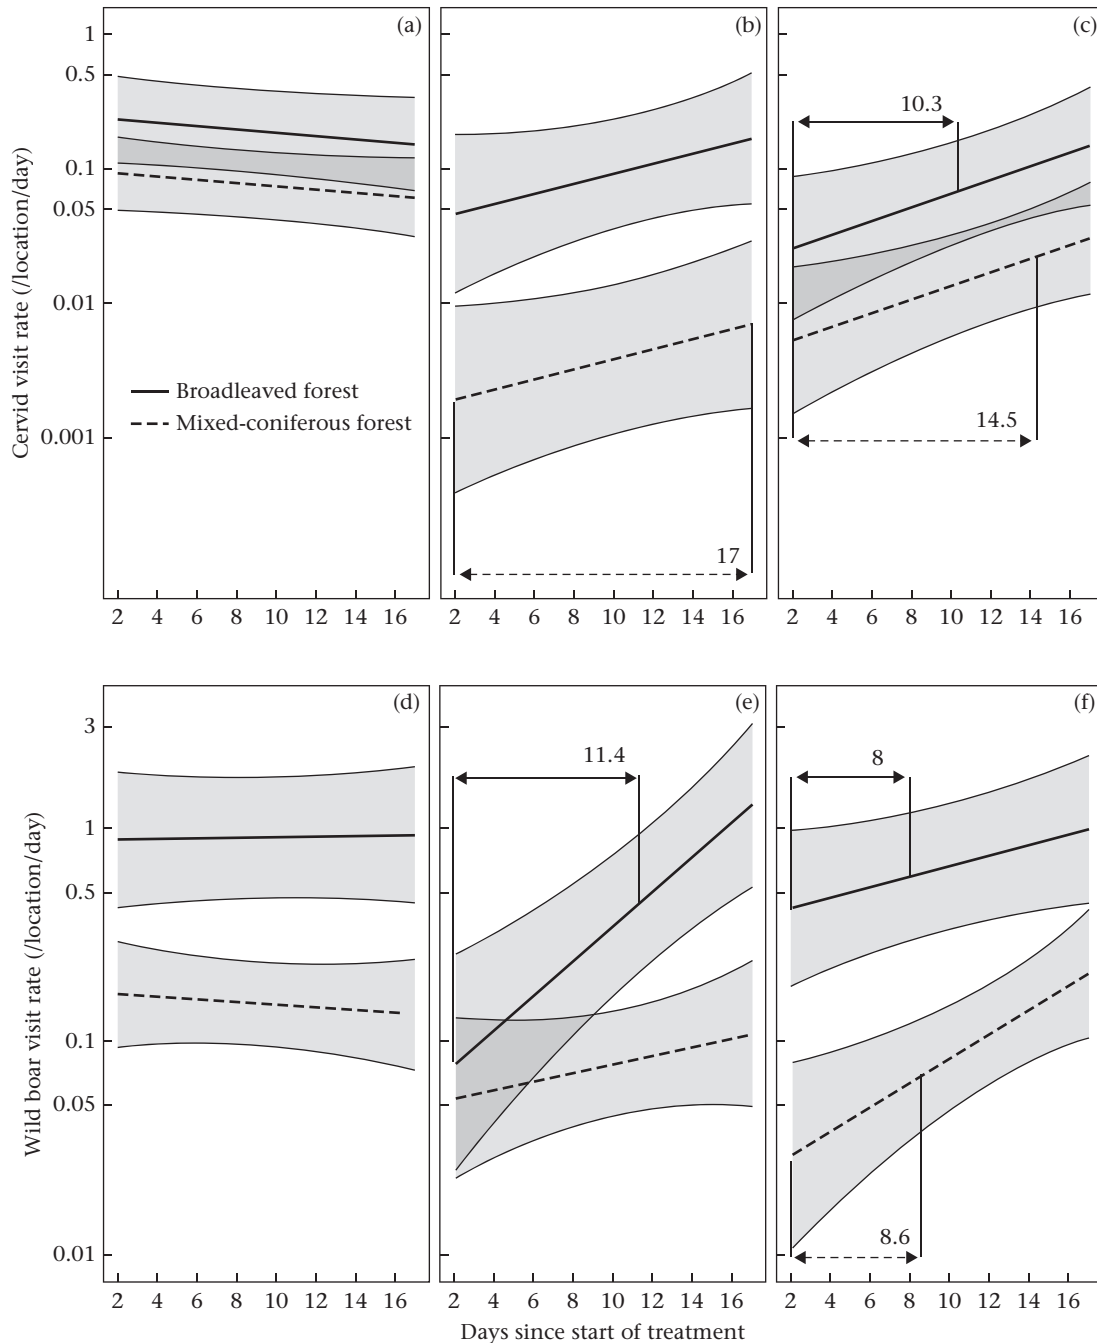 (a) (b) (c)
1
0.5
0.1
0.05
0.01
0.001
Cervid visit rate (/location/day)
Broadleaved forest
Mixed-coniferous forest
17
10.3
14.5
2 4 6 8 10 12 14 16 2 4 6 8 10 12 14 16 2 4 6 8 10 12 14 16
(d) (e) (f)
3
1
0.5
0.1
0.05
0.01
Wild boar visit rate (/location/day)
11.4
8
8.6
2 4 6 8 10 12 14 16 2 4 6 8 10 12 14 16 2 4 6 8 10 12 14 16
Days since start of treatment